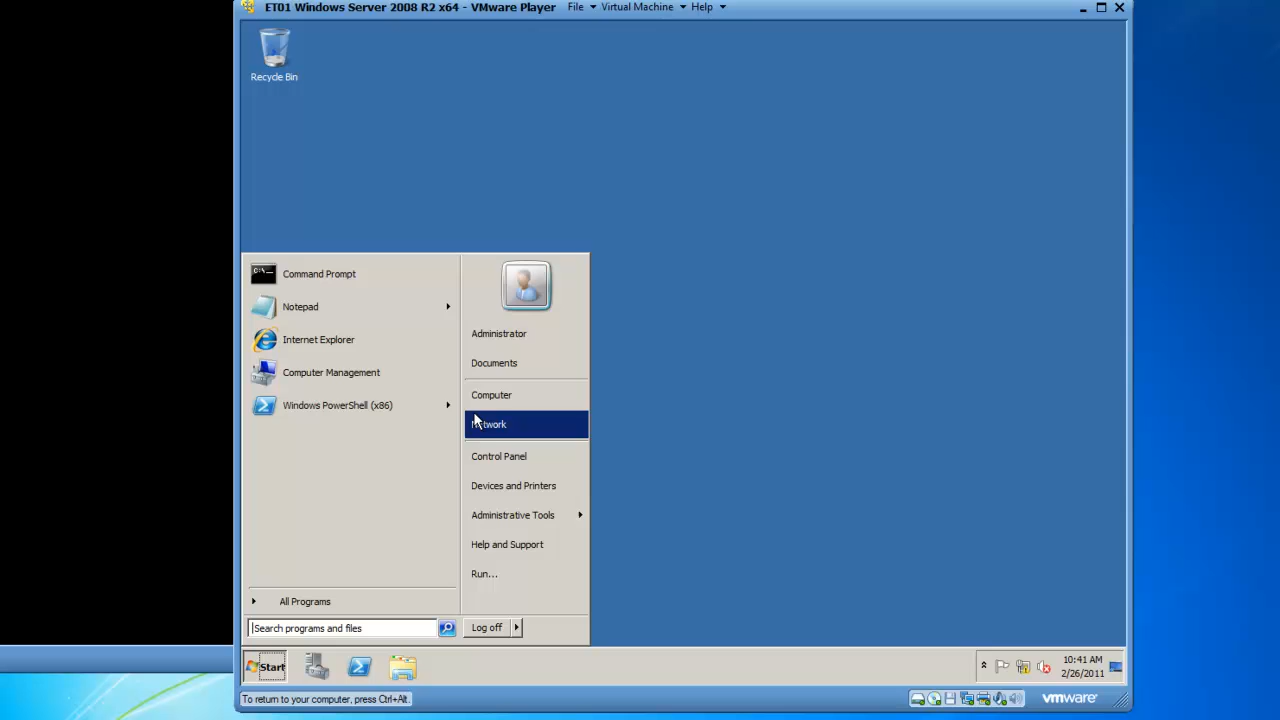 ET01 Windows Server 2008 R2 x64 - VMware Player File Virtual Machine Help
Recycle Bin
Command Prompt
Notepad
Internet Explorer
Computer Management
Windows PowerShell (x86)
All Programs
Search programs and files
Administrator
Documents
Computer
Network
Control Panel
Devices and Printers
Administrative Tools
Help and Support
Run...
Log off
Start
10:41 AM
2/26/2011
To return to your computer, press Ctrl+Alt.
vmware